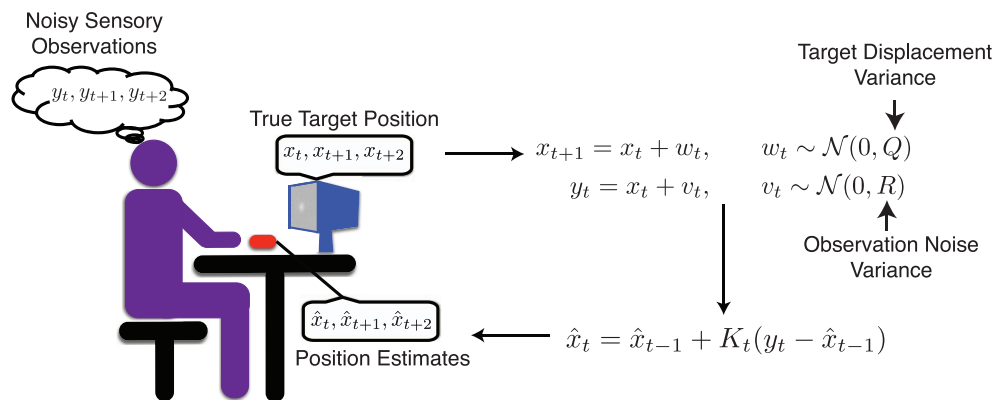 Noisy Sensory
Observations
y_t, y_{t+1}, y_{t+2}
True Target Position
x_t, x_{t+1}, x_{t+2}
Target Displacement
Variance
x_{t+1} = x_t + w_t, w_t ∼ 𝒩(0, Q)
y_t = x_t + v_t, v_t ∼ 𝒩(0, R)
Observation Noise
Variance
x̂_t, x̂_{t+1}, x̂_{t+2}
Position Estimates
x̂_t = x̂_{t−1} + K_t(y_t − x̂_{t−1})